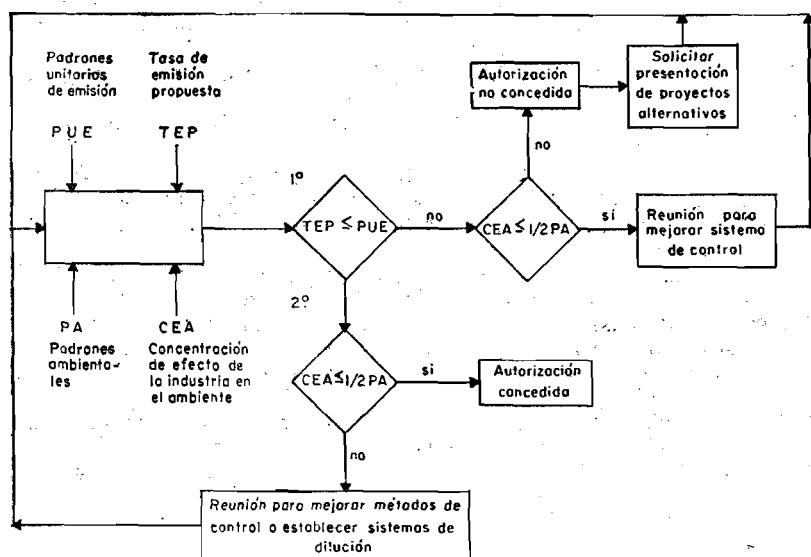 Padrones
unitarios
de emisión
PUE
Tasa de
emisión
propuesta
TEP
PA
Padrones
ambienta-
les
CEA
Concentración
de efecto de
la industria en
el ambiente
1º
TEP ≤ PUE
no
CEA ≤ 1/2 PA
no
Autorización
no concedida
Solicitar
presentación
de proyectos
alternativos
sí
Reunión para
mejorar sistema
de control
2º
CEA ≤ 1/2 PA
si
Autorización
concedida
no
Reunión para mejorar métados de
control o establecer sistemas de
dilución